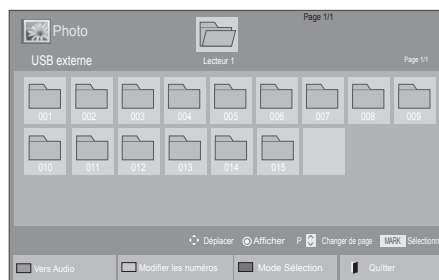 Page 1/1
Photo
USB externe
Lecteur 1
Page 1/1
001 002 003 004 005 006 007 008 009
010 011 012 013 014 015
Déplacer Afficher P Changer de page MARK Sélectionn
Vers Audio Modifier les numéros Mode Sélection Quitter